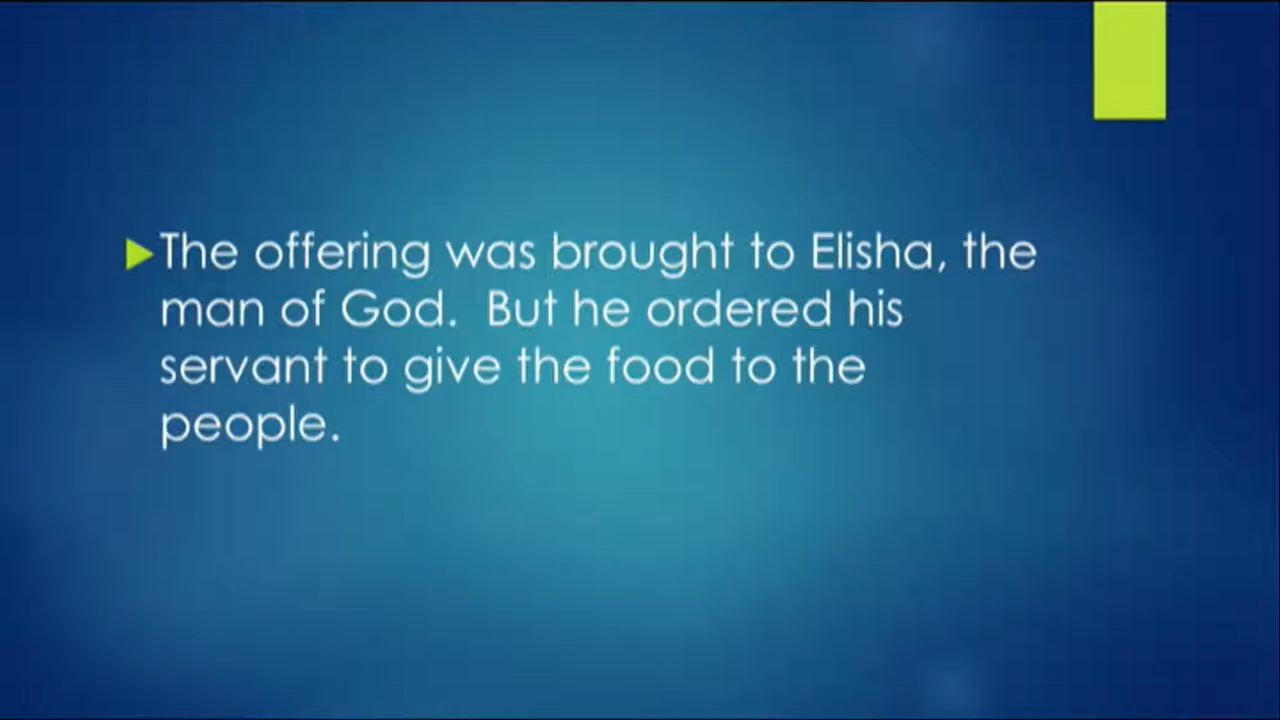 The offering was brought to Elisha, the
man of God.  But he ordered his
servant to give the food to the
people.